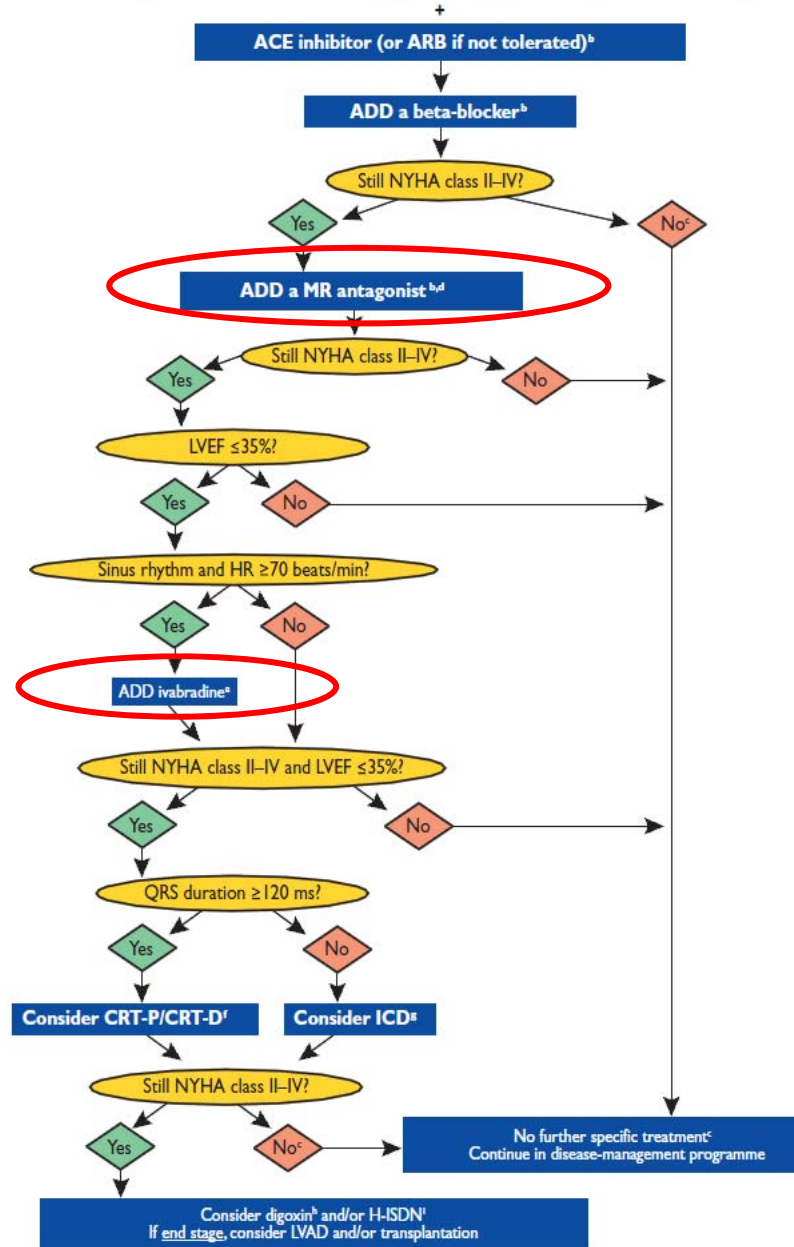 +
ACE inhibitor (or ARB if not tolerated)ᵇ
ADD a beta-blockerᵇ
Still NYHA class II–IV?
Yes
Noᶜ
ADD a MR antagonistᵇ,ᵈ
Still NYHA class II–IV?
Yes
No
LVEF ≤35%?
Yes
No
Sinus rhythm and HR ≥70 beats/min?
Yes
No
ADD ivabradineᵉ
Still NYHA class II–IV and LVEF ≤35%?
Yes
No
QRS duration ≥120 ms?
Yes
No
Consider CRT-P/CRT-Dᶠ
Consider ICDᵍ
Still NYHA class II–IV?
Yes
Noᶜ
No further specific treatmentᶜ
Continue in disease-management programme
Consider digoxinʰ and/or H-ISDNⁱ
If end stage, consider LVAD and/or transplantation